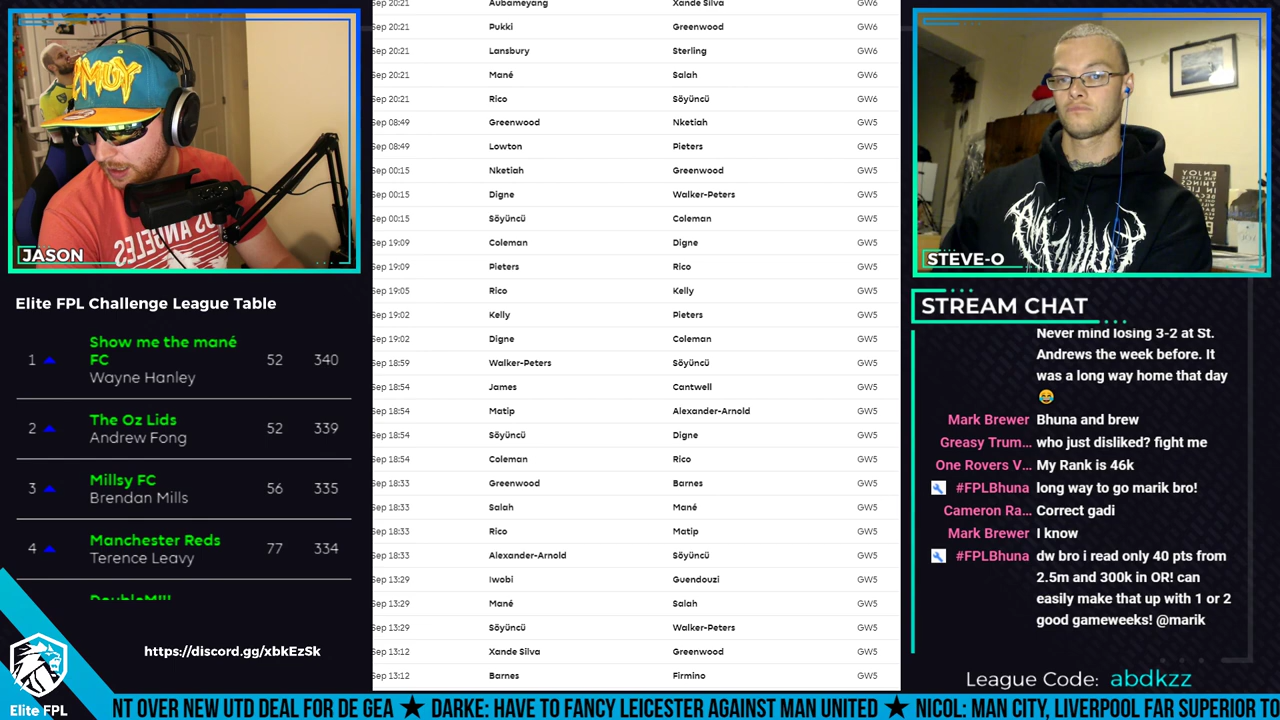 JASON
Elite FPL Challenge League Table
1 Show me the mané FC 52 340
Wayne Hanley
2 The Oz Lids 52 339
Andrew Fong
3 Millsy FC 56 335
Brendan Mills
4 Manchester Reds 77 334
Terence Leavy
https://discord.gg/xbkEzSk
Elite FPL
Sep 20:21 Aubameyang Xande Silva GW6
Sep 20:21 Pukki Greenwood GW6
Sep 20:21 Lansbury Sterling GW6
Sep 20:21 Mané Salah GW6
Sep 20:21 Rico Söyüncü GW6
Sep 08:49 Greenwood Nketiah GW5
Sep 08:49 Lowton Pieters GW5
Sep 00:15 Nketiah Greenwood GW5
Sep 00:15 Digne Walker-Peters GW5
Sep 00:15 Söyüncü Coleman GW5
Sep 19:09 Coleman Digne GW5
Sep 19:09 Pieters Rico GW5
Sep 19:05 Rico Kelly GW5
Sep 19:02 Kelly Pieters GW5
Sep 19:02 Digne Coleman GW5
Sep 18:59 Walker-Peters Söyüncü GW5
Sep 18:54 James Cantwell GW5
Sep 18:54 Matip Alexander-Arnold GW5
Sep 18:54 Söyüncü Digne GW5
Sep 18:54 Coleman Rico GW5
Sep 18:33 Greenwood Barnes GW5
Sep 18:33 Salah Mané GW5
Sep 18:33 Rico Matip GW5
Sep 18:33 Alexander-Arnold Söyüncü GW5
Sep 13:29 Iwobi Guendouzi GW5
Sep 13:29 Mané Salah GW5
Sep 13:29 Söyüncü Walker-Peters GW5
Sep 13:12 Xande Silva Greenwood GW5
Sep 13:12 Barnes Firmino GW5
STEVE-O
STREAM CHAT
Never mind losing 3-2 at St.
Andrews the week before. It
was a long way home that day
😂
Mark Brewer Bhuna and brew
Greasy Trum... who just disliked? fight me
One Rovers V... My Rank is 46k
#FPLBhuna long way to go marik bro!
Cameron Ra... Correct gadi
Mark Brewer I know
#FPLBhuna dw bro i read only 40 pts from
2.5m and 300k in OR! can
easily make that up with 1 or 2
good gameweeks! @marik
League Code: abdkzz
NT OVER NEW UTD DEAL FOR DE GEA ★ DARKE: HAVE TO FANCY LEICESTER AGAINST MAN UNITED ★ NICOL: MAN CITY, LIVERPOOL FAR SUPERIOR TO